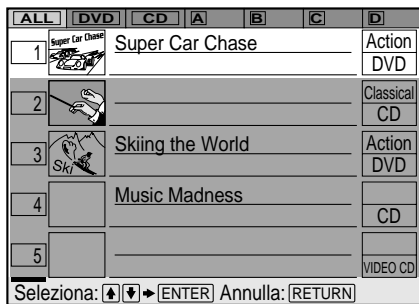 ALL DVD CD A B C D
1 Super Car Chase Super Car Chase Action
DVD
2 Classical
CD
3 Ski Skiing the World Action
DVD
4 Music Madness
CD
5 VIDEO CD
Seleziona: ↑ ↓ → ENTER Annulla: RETURN